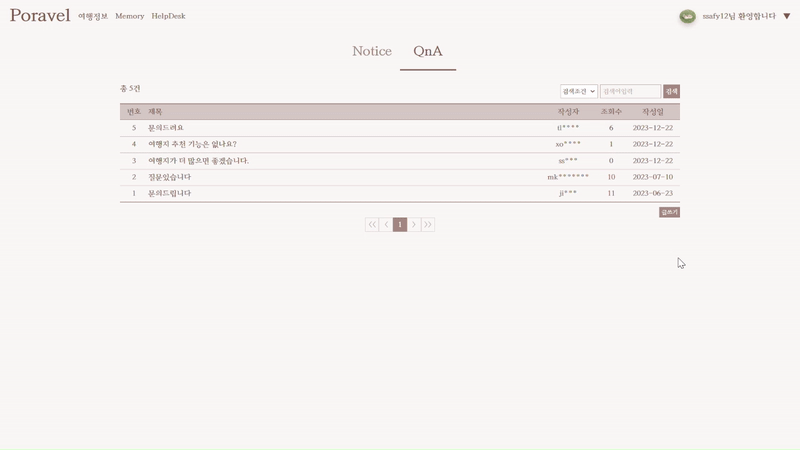 Poravel 여행정보 Memory HelpDesk ssafy12님 환영합니다 ▼
Notice QnA
총 5건 검색조건 검색어입력 검색
번호 제목 작성자 조회수 작성일
5 문의드려요 tl**** 6 2023-12-22
4 여행지 추천 기능은 없나요? xo**** 1 2023-12-22
3 여행지가 더 많으면 좋겠습니다. ss*** 0 2023-12-22
2 질문있습니다 mk******* 10 2023-07-10
1 문의드립니다 ji*** 11 2023-06-23
글쓰기
1